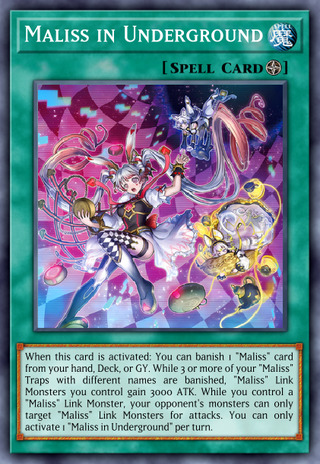 Maliss in Underground
魔
[Spell Card]
When this card is activated: You can banish 1 "Maliss" card
from your hand, Deck, or GY. While 3 or more of your "Maliss"
Traps with different names are banished, "Maliss" Link
Monsters you control gain 3000 ATK. While you control a
"Maliss" Link Monster, your opponent's monsters can only
target "Maliss" Link Monsters for attacks. You can only
activate 1 "Maliss in Underground" per turn.